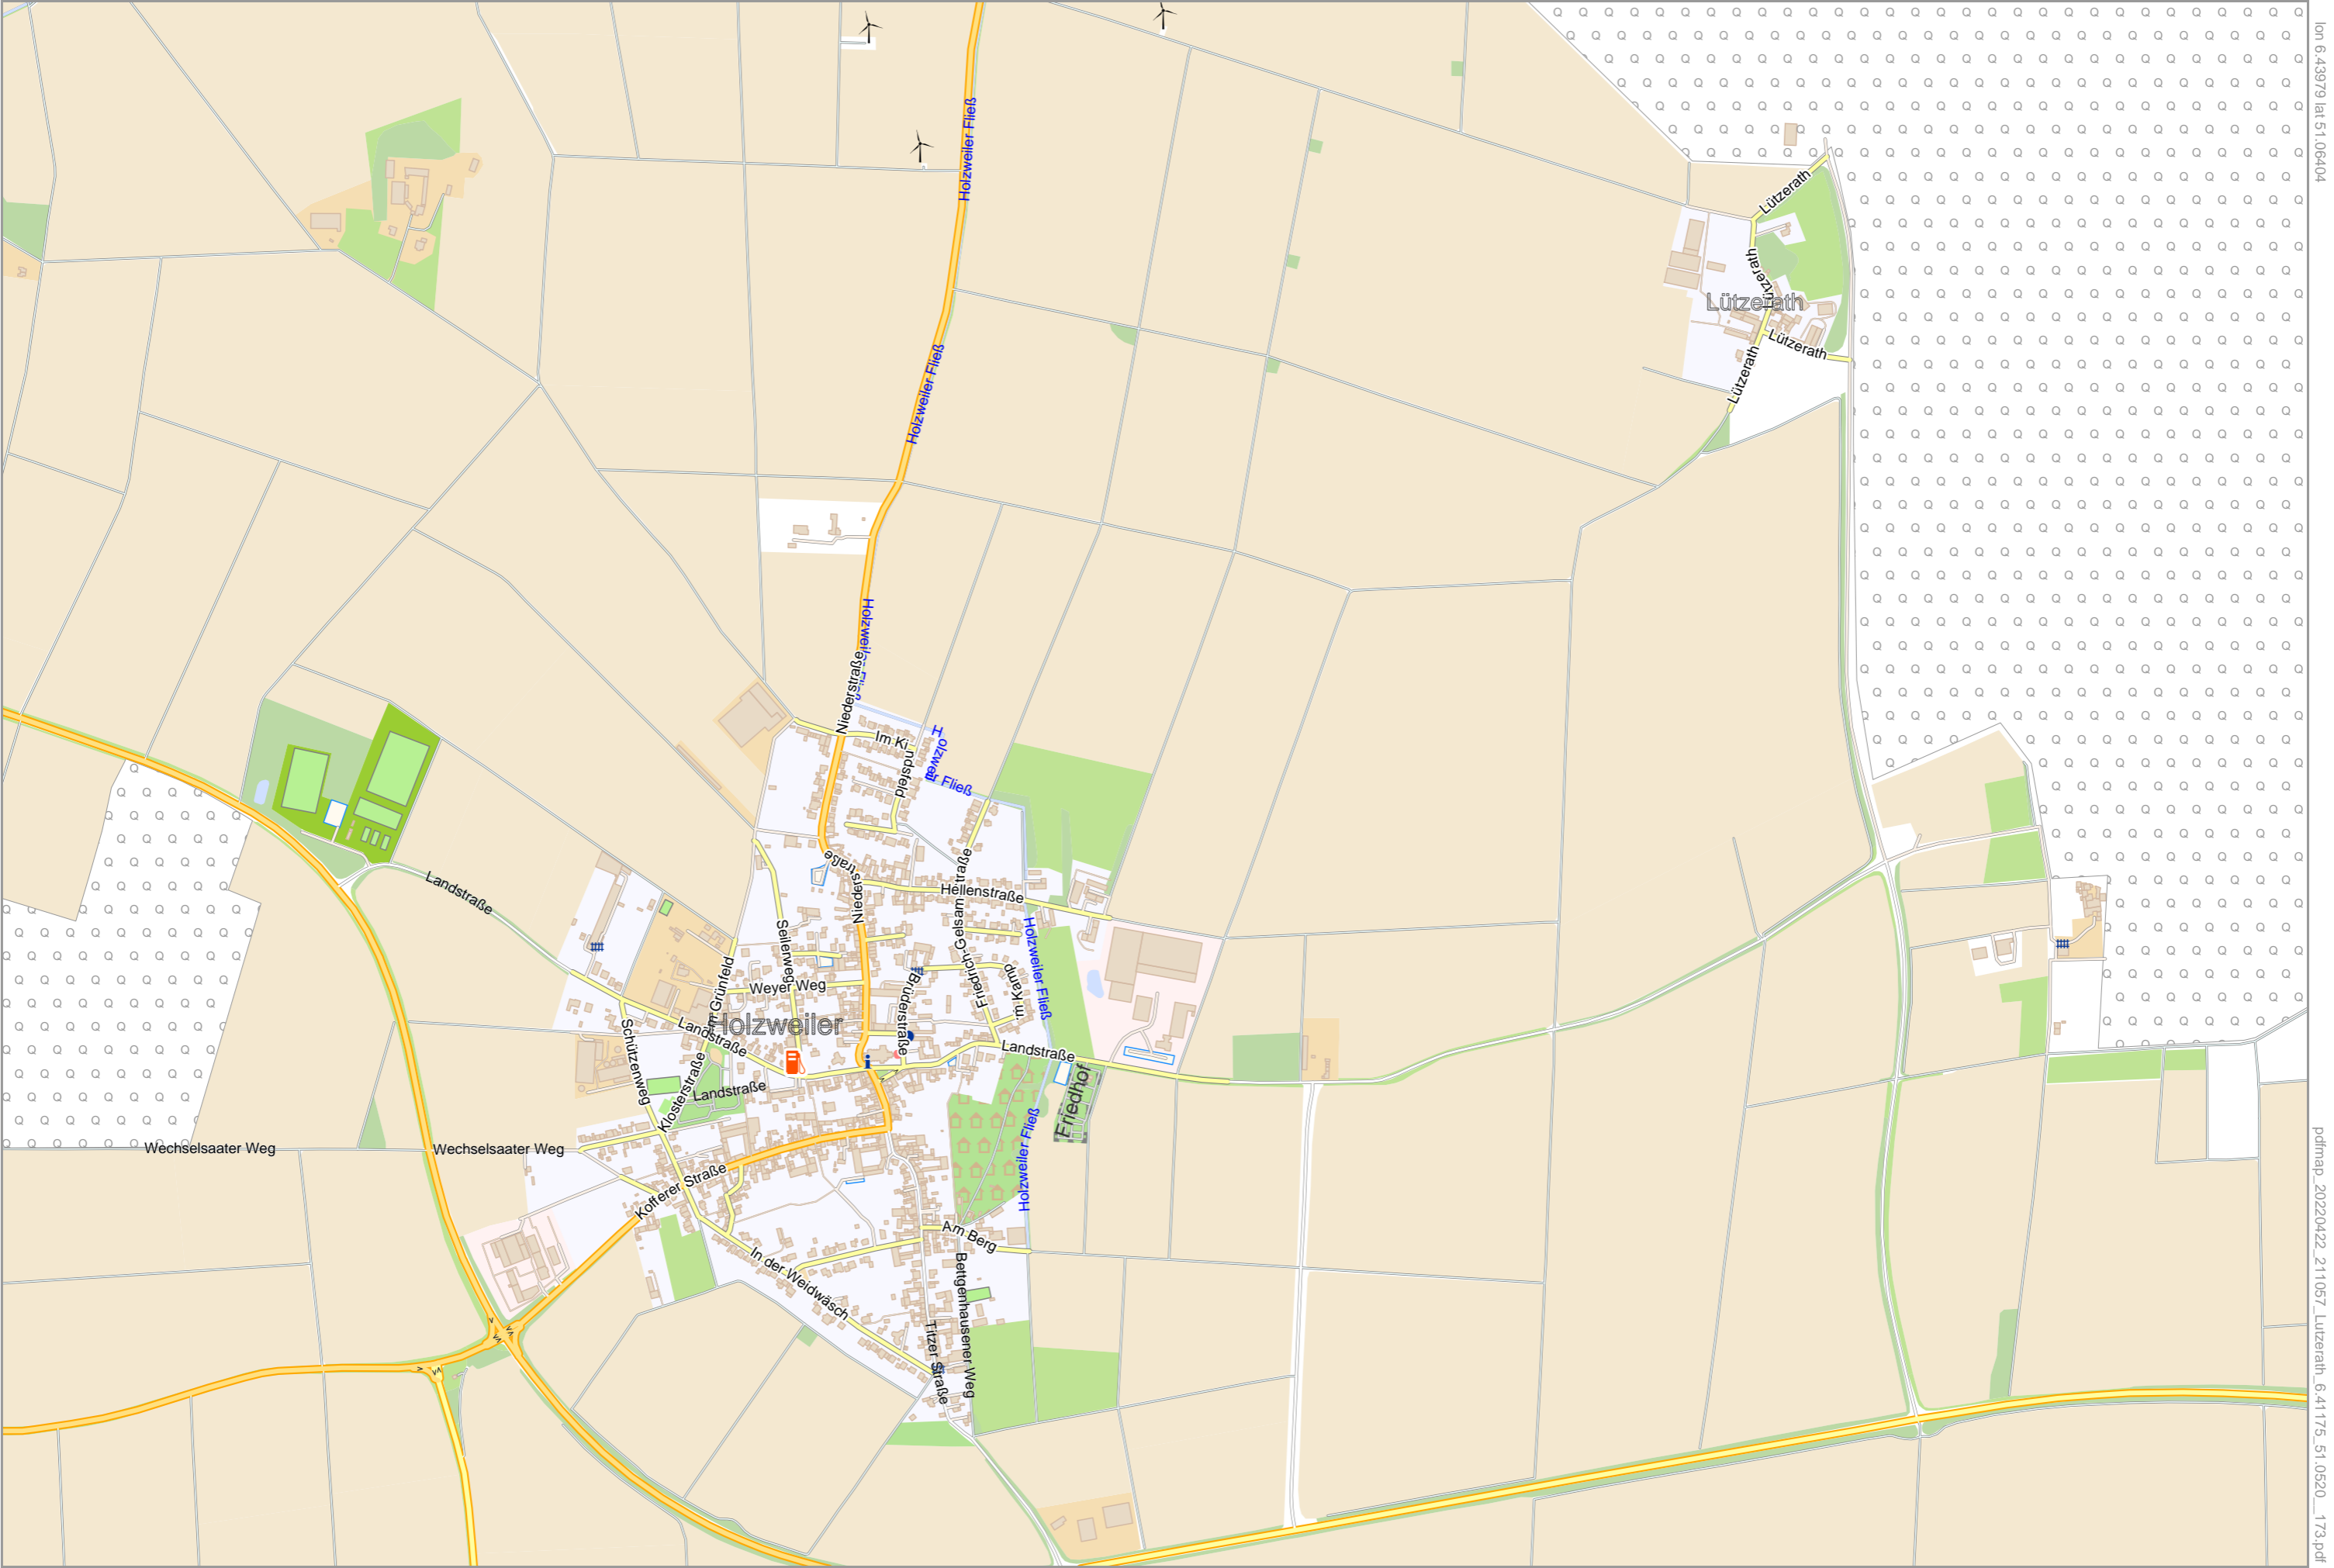 lon 6.43979 lat 51.06404
Holzweiler Fließ
Lützerath
Lützerath
Lützerath
Lützerath
Lützerath
Holzweiler Fließ
Holzweiler Fließ
Niederstraße
Im Kindsfeld
Holzweiler Fließ
Niederstraße
Friedrich-Gelsam-straße
Hellenstraße
Landstraße
Seilerweg
Holzweiler Fließ
Im Kamp
Brüderstraße
Weyer Weg
Im Grünfeld
Holzweiler
Landstraße
Landstraße
Schützenweg
Klosterstraße
Landstraße
Friedhof
Holzweiler Fließ
Wechselsaater Weg
Wechselsaater Weg
Kofferer Straße
Am Berg
In der Weidwäsch
Bettgenhausener Weg
Titzer Straße
pdfmap_20220422_211057_Lutzerath_6.41175_51.0520__173.pdf